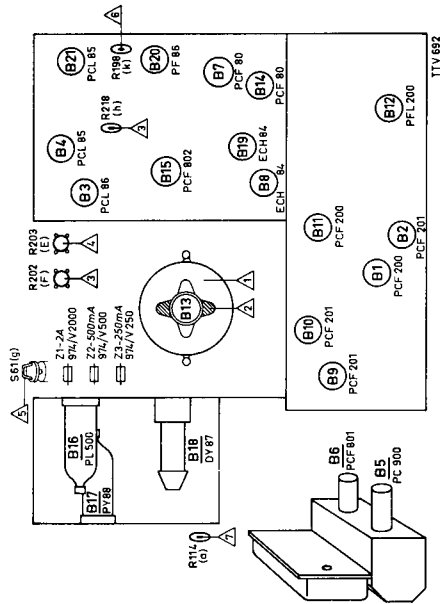 6
R198
(k)
B21
PCL 85
B20
PF 86
R218
(h)
3
B7
PCF 80
B14
PCF 80
B4
PCL 85
B3
PCL 86
B15
PCF 802
B19
ECH 84
B8
ECH 84
R203
(E)
4
R202
(F)
3
B12
PFL 200
B11
PCF 200
B2
PCF 201
B1
PCF 200
B10
PCF 201
B9
PCF 201
TTV 692
S61(g)
5
Z1-2A
974/V2000
Z2-500mA
974/V500
Z3-250mA
974/V250
B13
1
2
B16
PL 500
B17
PY88
B18
DY 87
R114
(a)
7
B6
PCF 801
B5
PC 900